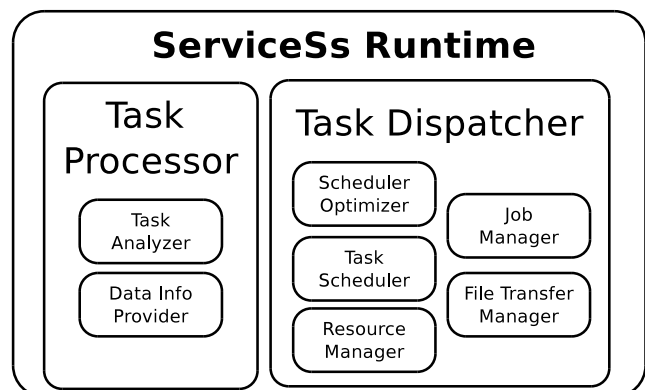 ServiceSs Runtime
Task
Processor
Task
Analyzer
Data Info
Provider
Task Dispatcher
Scheduler
Optimizer
Task
Scheduler
Resource
Manager
Job
Manager
File Transfer
Manager